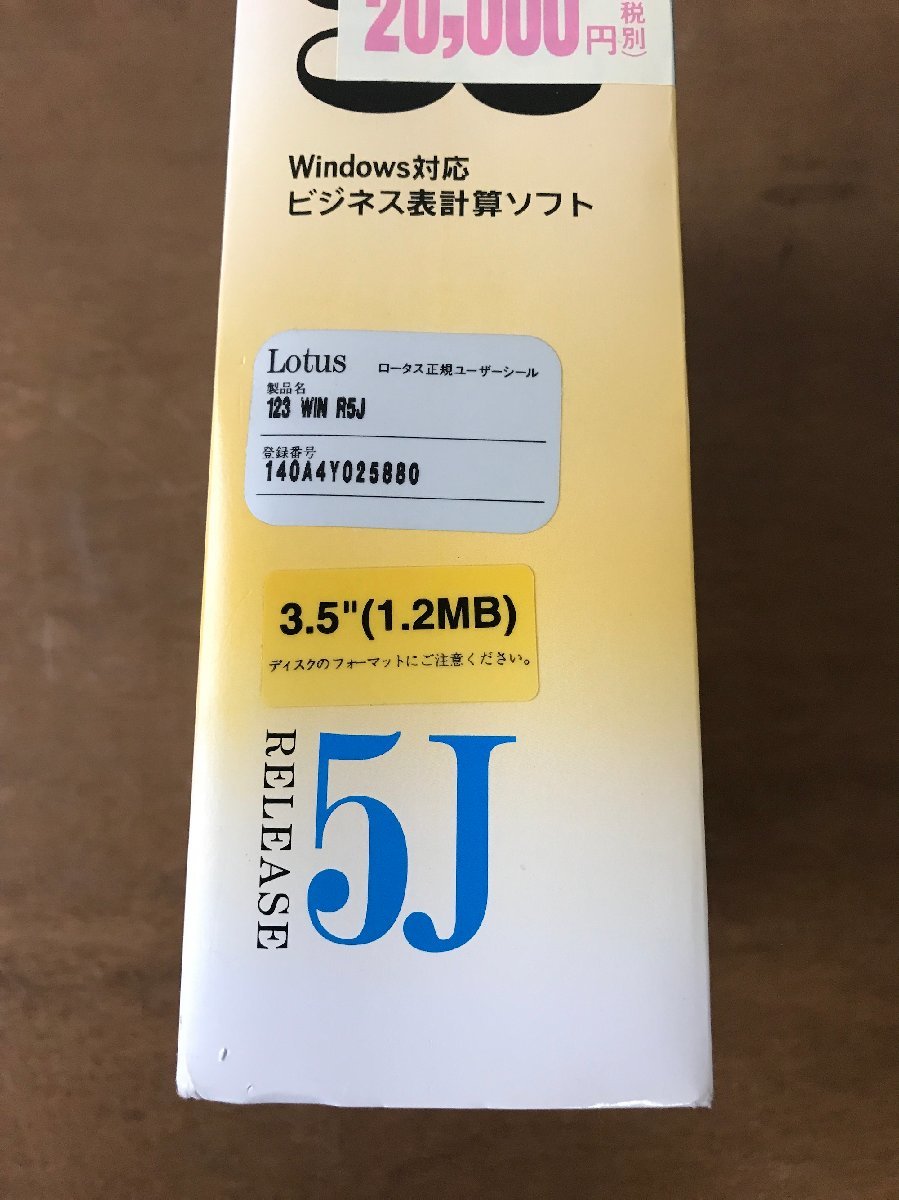 20,000円(税別)
Windows対応
ビジネス表計算ソフト
Lotus ロータス正規ユーザーシール
製品名
123 WIN R5J
登録番号
140A4Y025880
3.5"(1.2MB)
ディスクのフォーマットにご注意ください。
RELEASE 5J